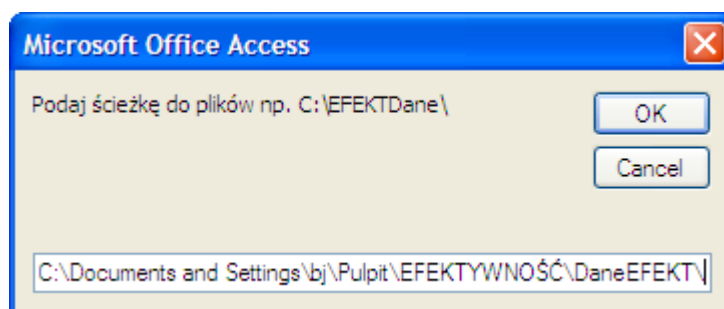 Microsoft Office Access
Podaj ścieżkę do plików np. C:\EFEKTDane\
OK
Cancel
C:\Documents and Settings\bj\Pulpit\EFEKTYWNOŚĆ\DaneEFEKT\